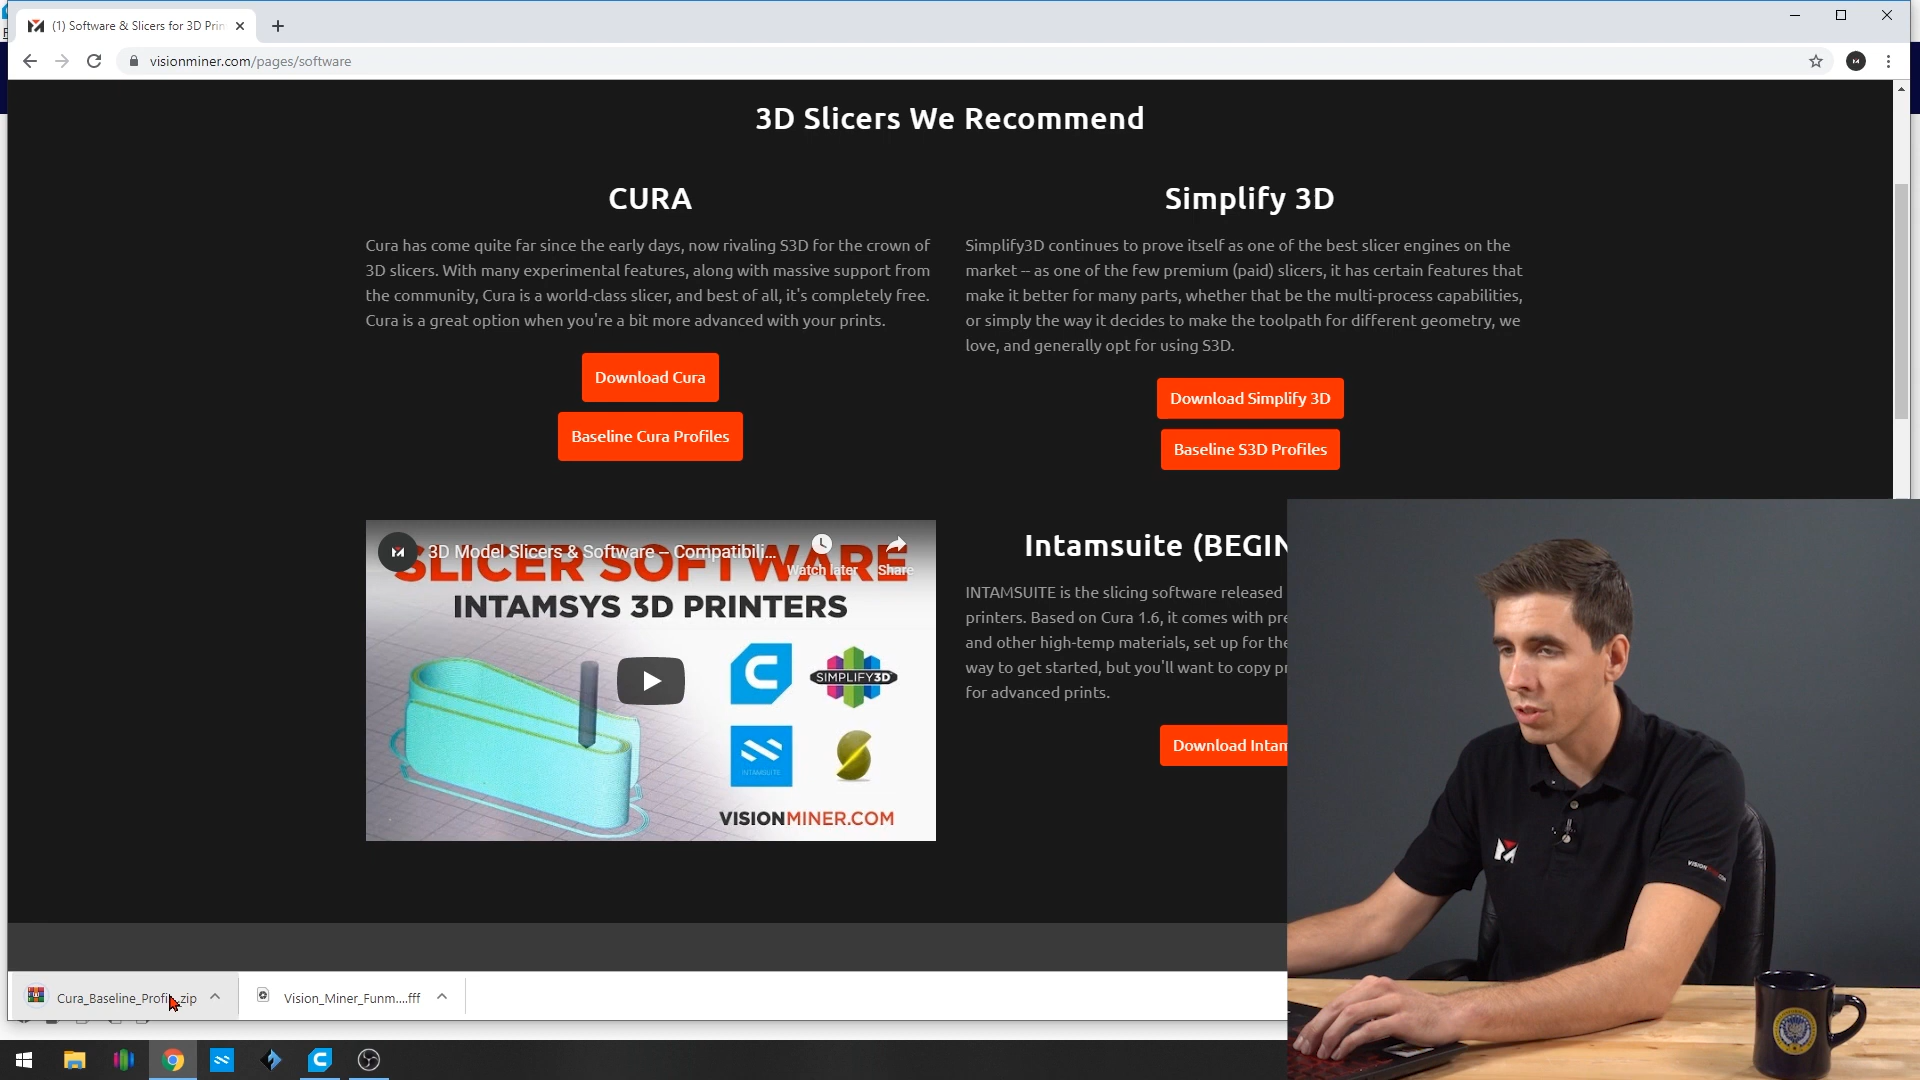 (1) Software & Slicers for 3D Prin
visionminer.com/pages/software
3D Slicers We Recommend
CURA
Cura has come quite far since the early days, now rivaling S3D for the crown of
3D slicers. With many experimental features, along with massive support from
the community, Cura is a world-class slicer, and best of all, it's completely free.
Cura is a great option when you're a bit more advanced with your prints.
Download Cura
Baseline Cura Profiles
Simplify 3D
Simplify3D continues to prove itself as one of the best slicer engines on the
market -- as one of the few premium (paid) slicers, it has certain features that
make it better for many parts, whether that be the multi-process capabilities,
or simply the way it decides to make the toolpath for different geometry, we
love, and generally opt for using S3D.
Download Simplify 3D
Baseline S3D Profiles
3D Model Slicers & Software -- Compatibili...
Watch later
Share
SLICER SOFTWARE
INTAMSYS 3D PRINTERS
SIMPLIFY3D
INTAMSUITE
VISIONMINER.COM
Intamsuite (BEGIN
INTAMSUITE is the slicing software released
printers. Based on Cura 1.6, it comes with pre
and other high-temp materials, set up for the
way to get started, but you'll want to copy pr
for advanced prints.
Download Intam
Cura_Baseline_Profil....zip
Vision_Miner_Funm....fff